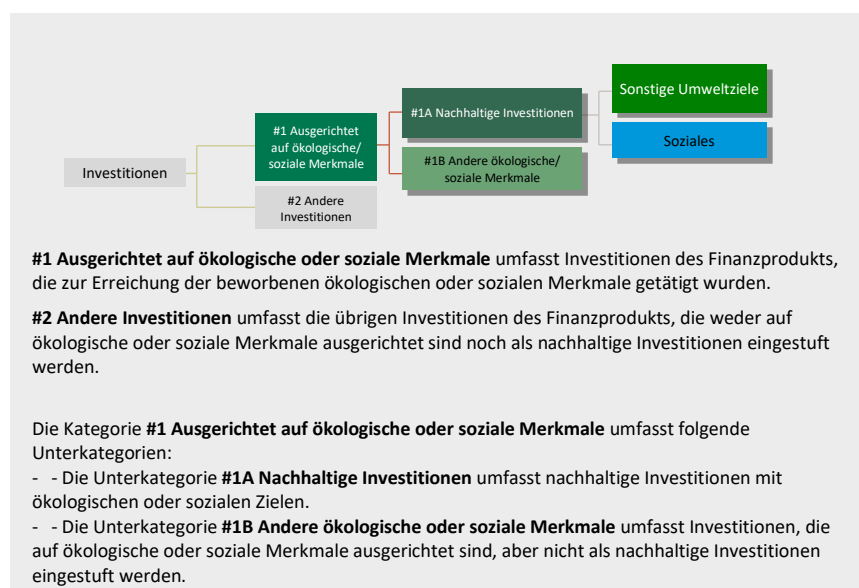 Sonstige Umweltziele
#1A Nachhaltige Investitionen
#1 Ausgerichtet
auf ökologische/
soziale Merkmale
Soziales
#1B Andere ökologische/
soziale Merkmale
Investitionen
#2 Andere
Investitionen
#1 Ausgerichtet auf ökologische oder soziale Merkmale umfasst Investitionen des Finanzprodukts,
die zur Erreichung der beworbenen ökologischen oder sozialen Merkmale getätigt wurden.
#2 Andere Investitionen umfasst die übrigen Investitionen des Finanzprodukts, die weder auf
ökologische oder soziale Merkmale ausgerichtet sind noch als nachhaltige Investitionen eingestuft
werden.
Die Kategorie #1 Ausgerichtet auf ökologische oder soziale Merkmale umfasst folgende
Unterkategorien:
- - Die Unterkategorie #1A Nachhaltige Investitionen umfasst nachhaltige Investitionen mit
ökologischen oder sozialen Zielen.
- - Die Unterkategorie #1B Andere ökologische oder soziale Merkmale umfasst Investitionen, die
auf ökologische oder soziale Merkmale ausgerichtet sind, aber nicht als nachhaltige Investitionen
eingestuft werden.